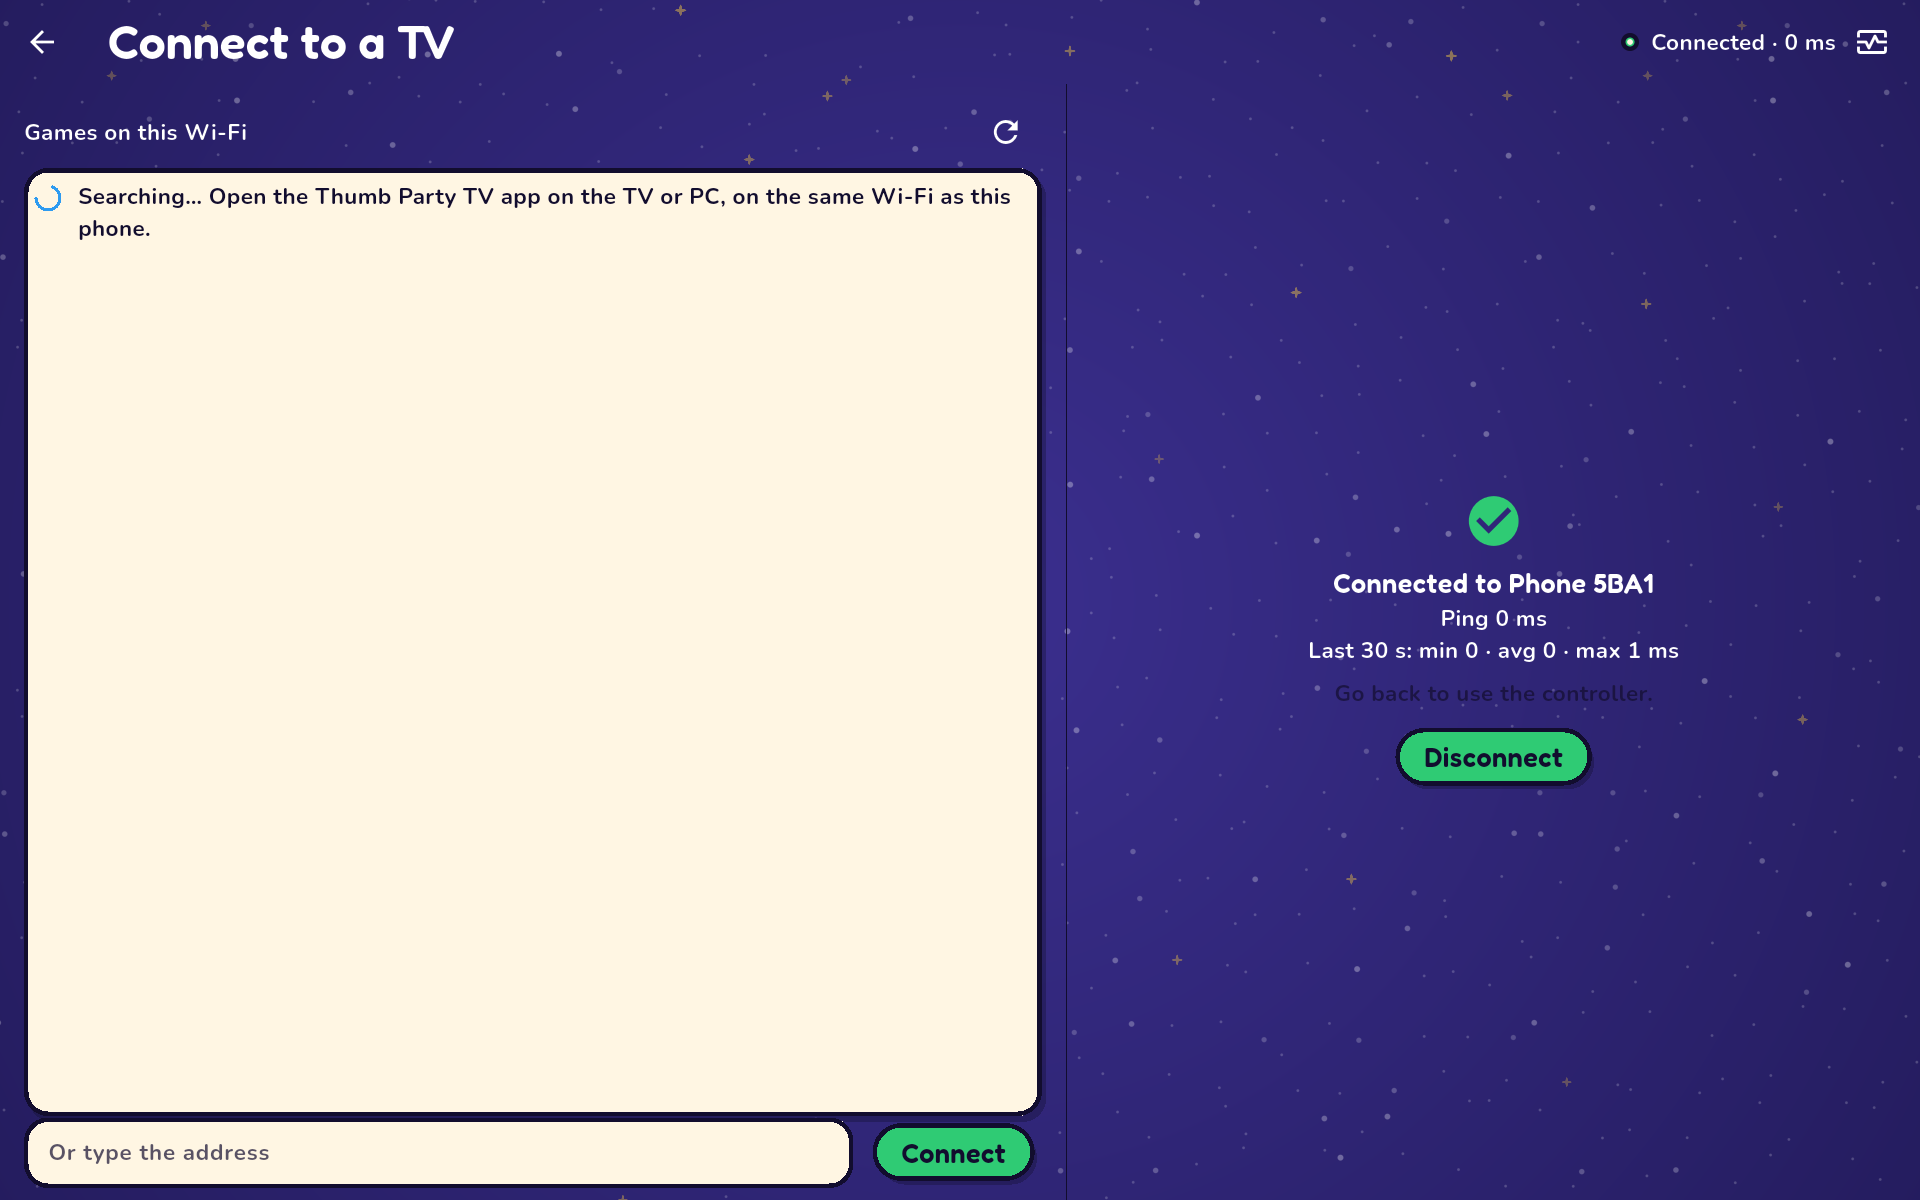 Connect to a TV
Connected · 0 ms
Games on this Wi-Fi
Searching... Open the Thumb Party TV app on the TV or PC, on the same Wi-Fi as this
phone.
Connected to Phone 5BA1
Ping 0 ms
Last 30 s: min 0 · avg 0 · max 1 ms
Go back to use the controller.
Disconnect
Or type the address
Connect